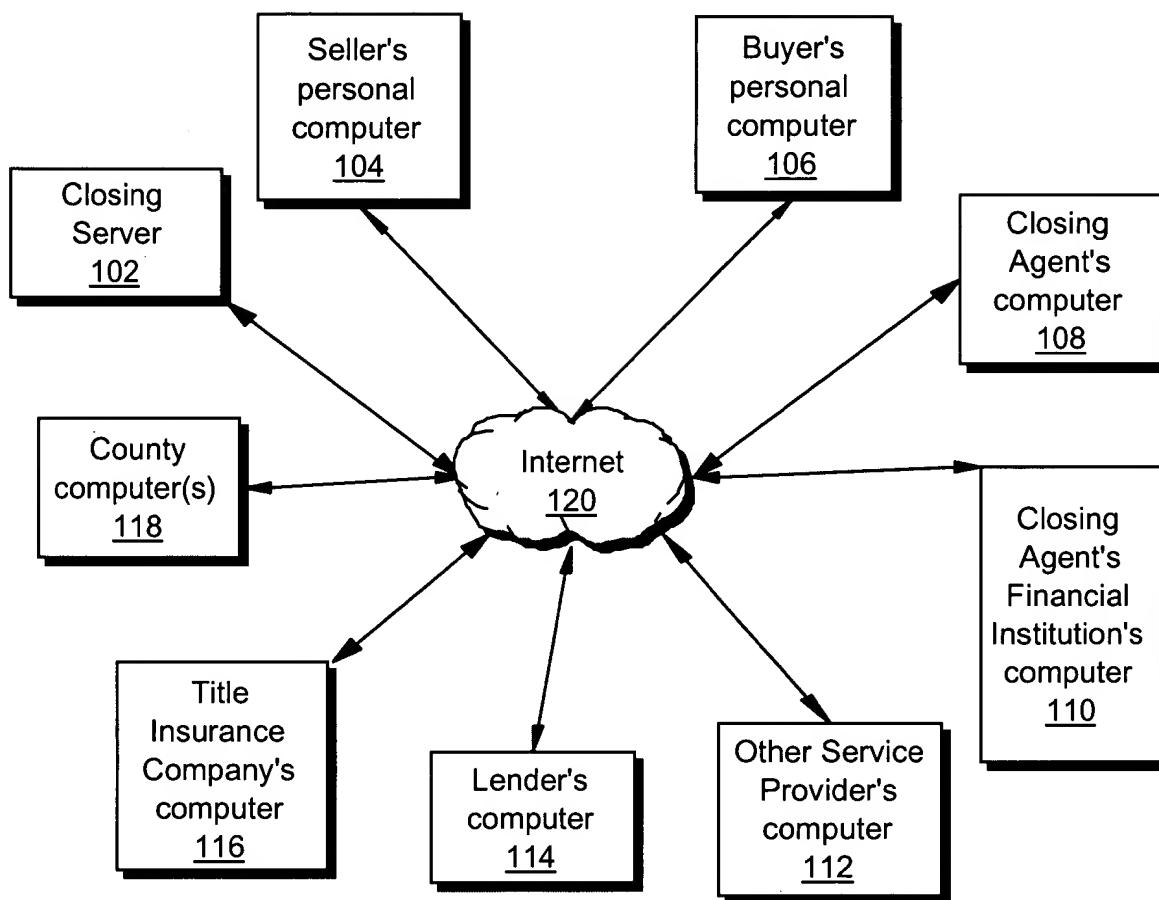 Seller's
personal
computer
104
Buyer's
personal
computer
106
Closing
Server
102
Closing
Agent's
computer
108
County
computer(s)
118
Internet
120
Closing
Agent's
Financial
Institution's
computer
110
Title
Insurance
Company's
computer
116
Lender's
computer
114
Other Service
Provider's
computer
112